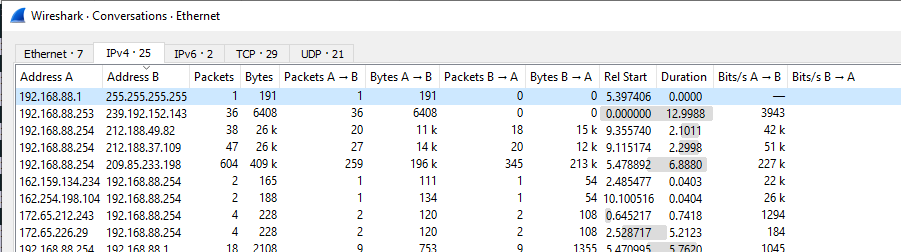 Wireshark · Conversations · Ethernet
Ethernet · 7 IPv4 · 25 IPv6 · 2 TCP · 29 UDP · 21
Address A Address B Packets Bytes Packets A → B Bytes A → B Packets B → A Bytes B → A Rel Start Duration Bits/s A → B Bits/s B → A
192.168.88.1 255.255.255.255 1 191 1 191 0 0 5.397406 0.0000 —
192.168.88.253 239.192.152.143 36 6408 36 6408 0 0 0.000000 12.9988 3943
192.168.88.254 212.188.49.82 38 26 k 20 11 k 18 15 k 9.355740 2.1011 42 k
192.168.88.254 212.188.37.109 47 26 k 27 14 k 20 12 k 9.115174 2.2998 51 k
192.168.88.254 209.85.233.198 604 409 k 259 196 k 345 213 k 5.478892 6.8880 227 k
162.159.134.234 192.168.88.254 2 165 1 111 1 54 2.485477 0.0403 22 k
162.254.198.104 192.168.88.254 2 188 1 134 1 54 10.100516 0.0404 26 k
172.65.212.243 192.168.88.254 4 228 2 120 2 108 0.645217 0.7418 1294
172.65.226.29 192.168.88.254 4 228 2 120 2 108 2.528717 5.2123 184
192.168.88.254 192.168.88.1 18 2108 9 753 9 1355 5.470995 5.7620 1045